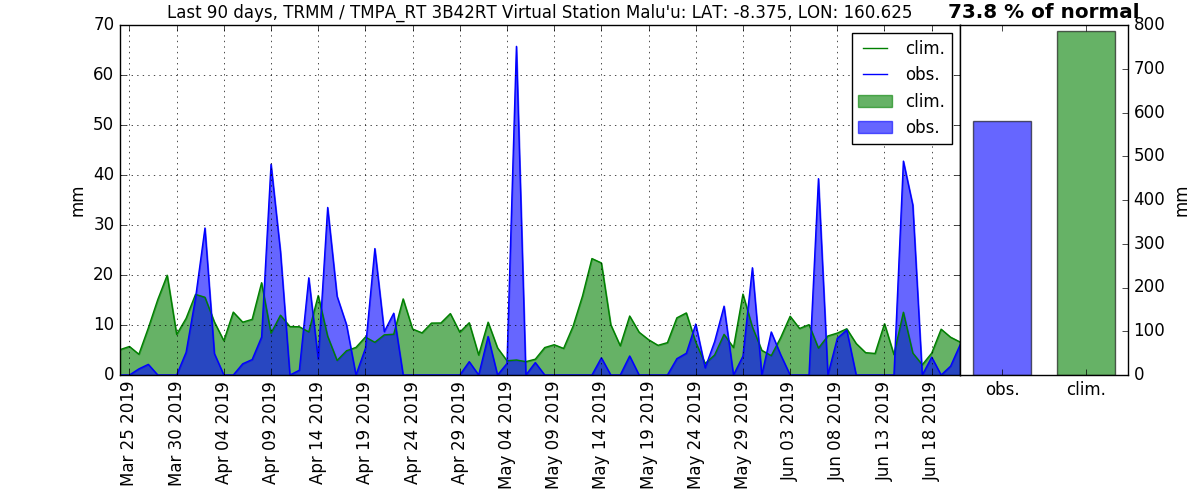 Last 90 days, TRMM / TMPA_RT 3B42RT Virtual Station Malu'u: LAT: -8.375, LON: 160.625
73.8 % of normal
clim.
obs.
clim.
obs.
mm
70
60
50
40
30
20
10
0
800
700
600
500
400
300
200
100
0
mm
Mar 25 2019
Mar 30 2019
Apr 04 2019
Apr 09 2019
Apr 14 2019
Apr 19 2019
Apr 24 2019
Apr 29 2019
May 04 2019
May 09 2019
May 14 2019
May 19 2019
May 24 2019
May 29 2019
Jun 03 2019
Jun 08 2019
Jun 13 2019
Jun 18 2019
obs.
clim.